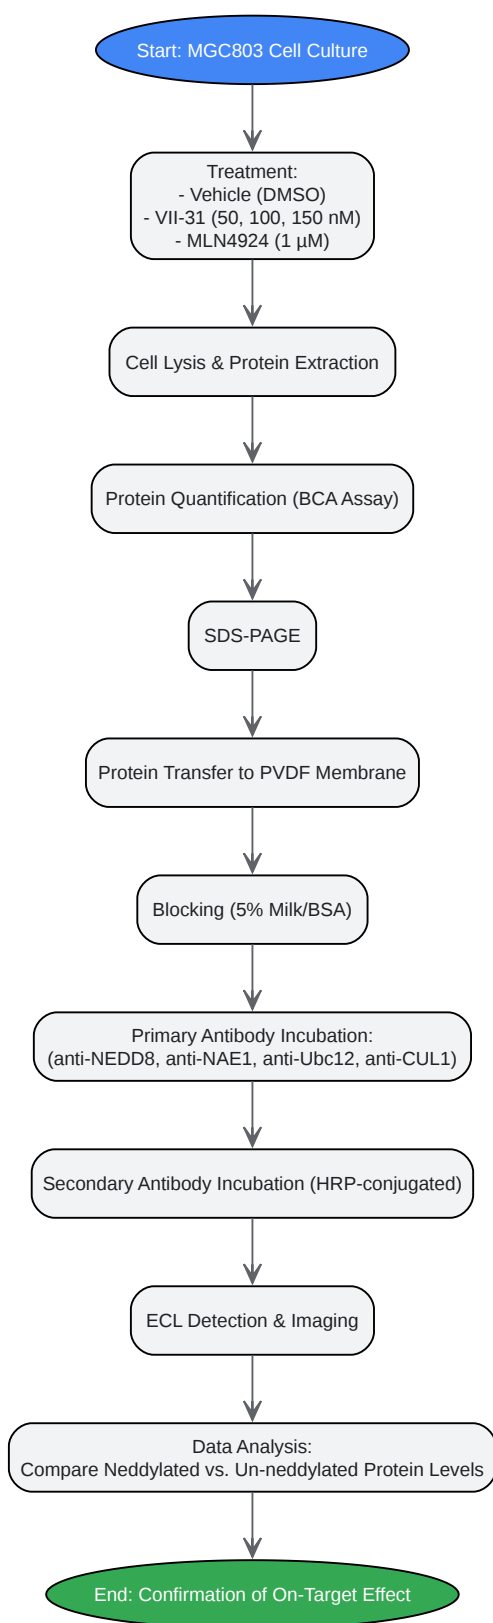 Start: MGC803 Cell Culture
Treatment:
- Vehicle (DMSO)
- VII-31 (50, 100, 150 nM)
- MLN4924 (1 µM)
Cell Lysis & Protein Extraction
Protein Quantification (BCA Assay)
SDS-PAGE
Protein Transfer to PVDF Membrane
Blocking (5% Milk/BSA)
Primary Antibody Incubation:
(anti-NEDD8, anti-NAE1, anti-Ubc12, anti-CUL1)
Secondary Antibody Incubation (HRP-conjugated)
ECL Detection & Imaging
Data Analysis:
Compare Neddylated vs. Un-neddylated Protein Levels
End: Confirmation of On-Target Effect